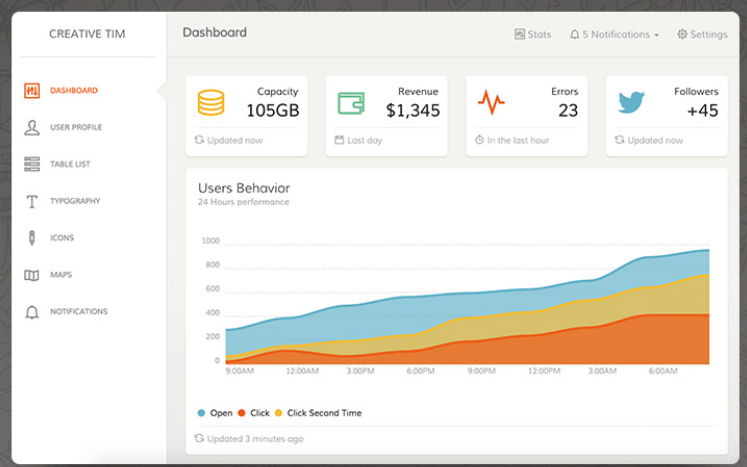 CREATIVE TIM
DASHBOARD
USER PROFILE
TABLE LIST
TYPOGRAPHY
ICONS
MAPS
NOTIFICATIONS
Dashboard
Stats
5 Notifications
Settings
Capacity
105GB
Updated now
Revenue
$1,345
Last day
Errors
23
In the last hour
Followers
+45
Updated now
Users Behavior
24 Hours performance
1000
800
600
400
200
0
9:00AM 12:00AM 3:00PM 6:00PM 9:00PM 12:00PM 3:00AM 6:00AM
Open Click Click Second Time
Updated 3 minutes ago